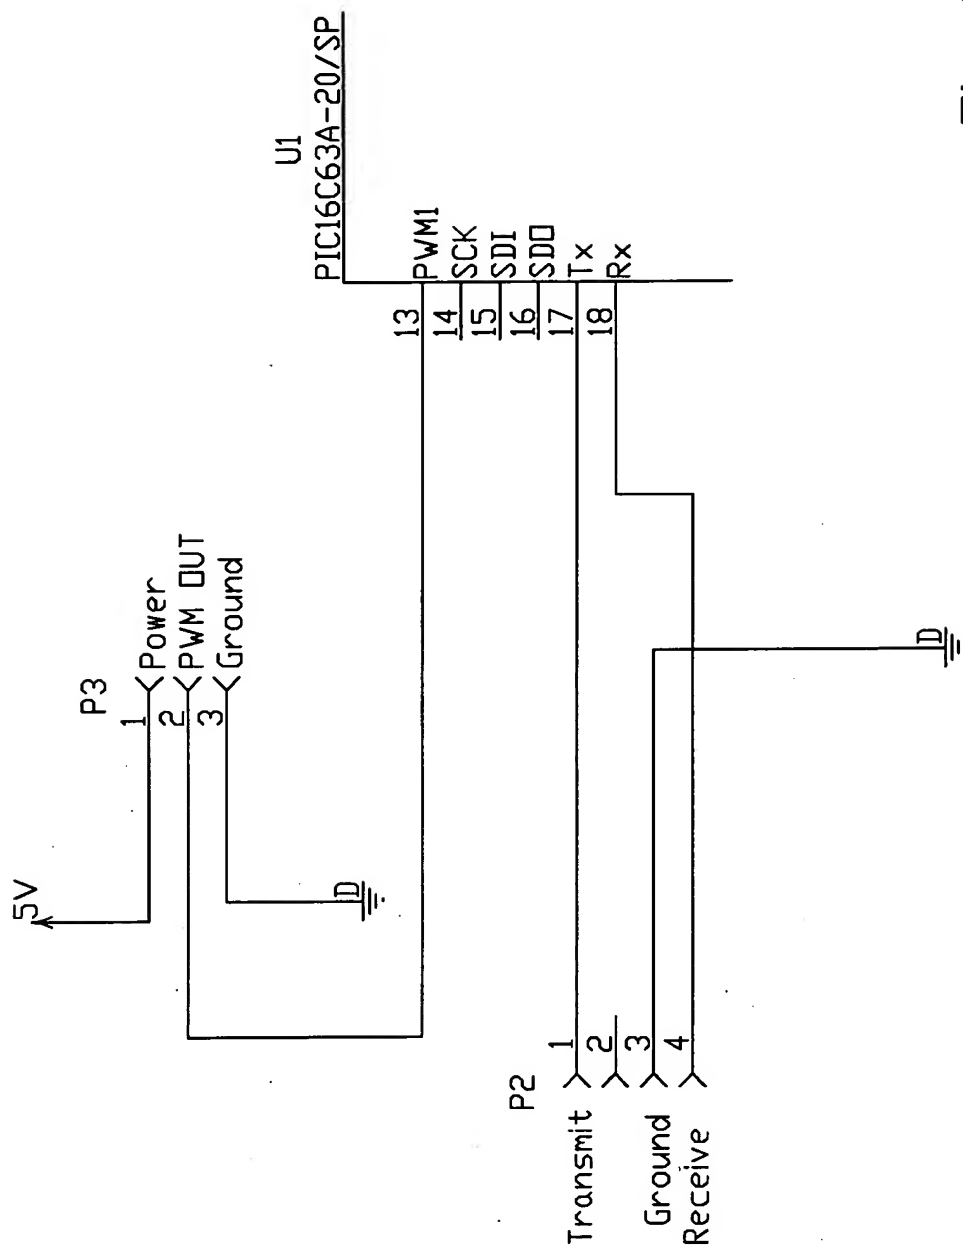 5V
P3
1
Power
2
PWM OUT
3
Ground
D
U1
PIC16C63A-20/SP
13
PWM1
14
SCK
15
SDI
16
SDO
17
Tx
18
Rx
P2
Transmit
1
2
Ground
3
Receive
4
D